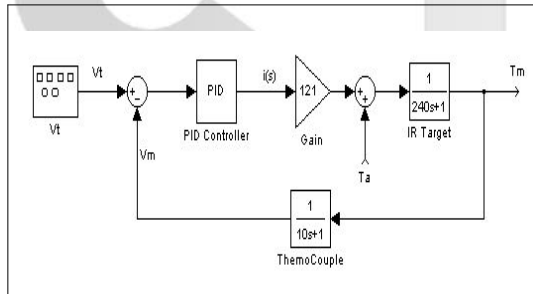 Vt
Vt
+
−
Vm
PID
PID Controller
i(s)
121
Gain
+
+
Ta
1
240s+1
IR Target
Tm
1
10s+1
ThemoCouple